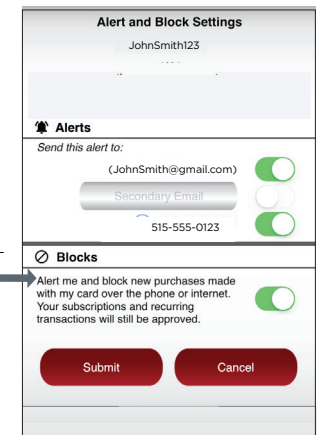 Alert and Block Settings
JohnSmith123
Alerts
Send this alert to:
(JohnSmith@gmail.com)
Secondary Email
515-555-0123
Blocks
Alert me and block new purchases made
with my card over the phone or internet.
Your subscriptions and recurring
transactions will still be approved.
Submit Cancel